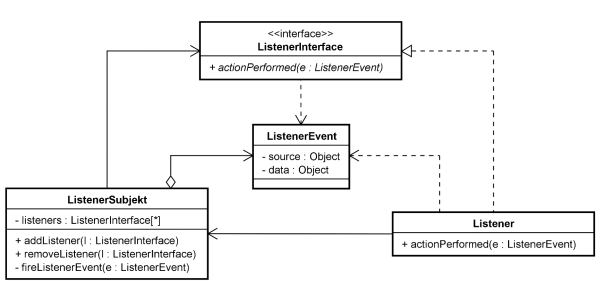 <<interface>>
ListenerInterface
+ actionPerformed(e : ListenerEvent)
ListenerEvent
- source : Object
- data : Object
ListenerSubjekt
- listeners : ListenerInterface[*]
+ addListener(l : ListenerInterface)
+ removeListener(l : ListenerInterface)
- fireListenerEvent(e : ListenerEvent)
Listener
+ actionPerformed(e : ListenerEvent)